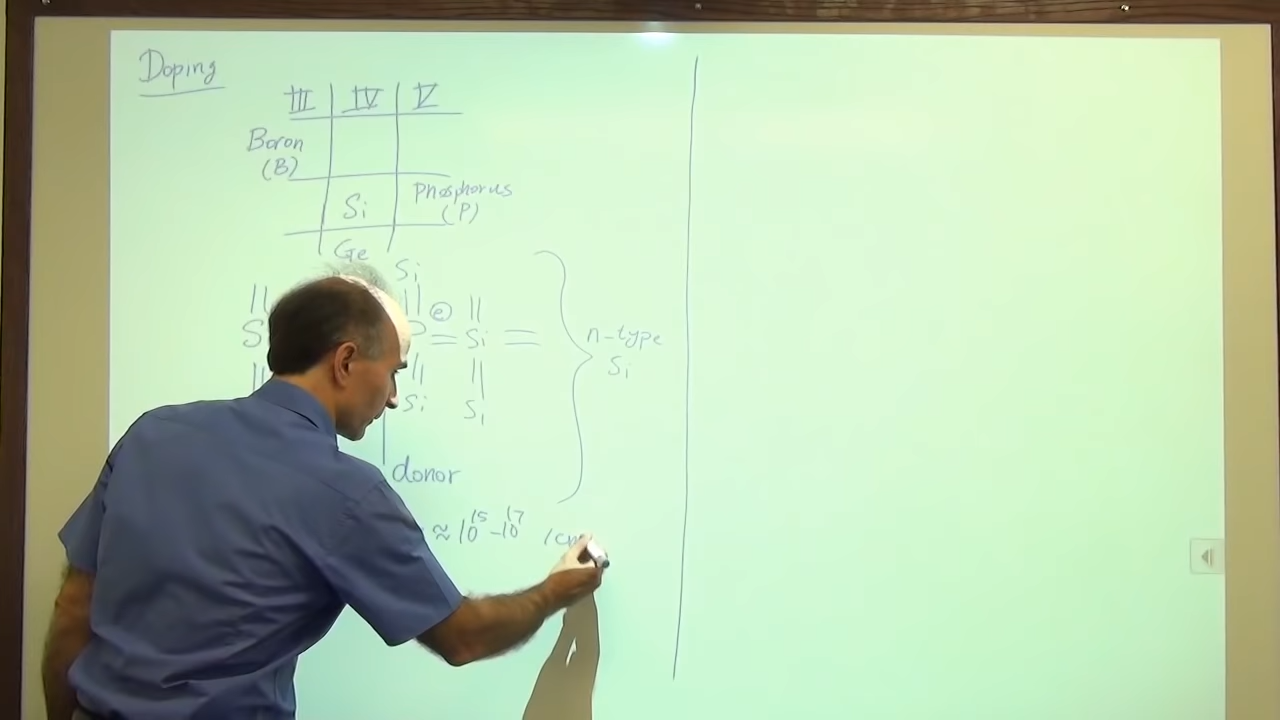 Doping
III IV V
Boron
(B)
Si Phosphorus
(P)
Ge
Si
e
Si
n-type
Si
Si Si
donor
≈ 10^15 - 10^17 /cm